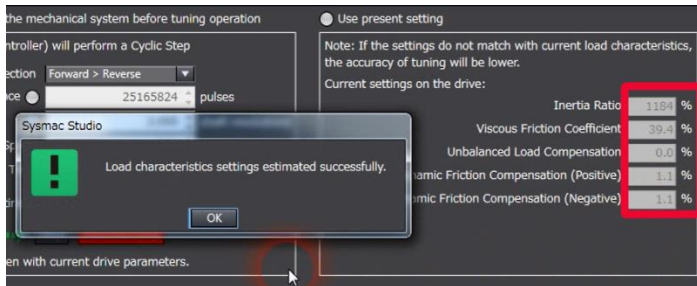 the mechanical system before tuning operation
Use present setting
ntroller) will perform a Cyclic Step
ection Forward > Reverse
nce 25165824 pulses
Note: If the settings do not match with current load characteristics,
the accuracy of tuning will be lower.
Current settings on the drive:
Inertia Ratio 1184 %
Viscous Friction Coefficient 39.4 %
Unbalanced Load Compensation 0.0 %
namic Friction Compensation (Positive) 1.1 %
amic Friction Compensation (Negative) 1.1 %
Sysmac Studio
Load characteristics settings estimated successfully.
OK
en with current drive parameters.